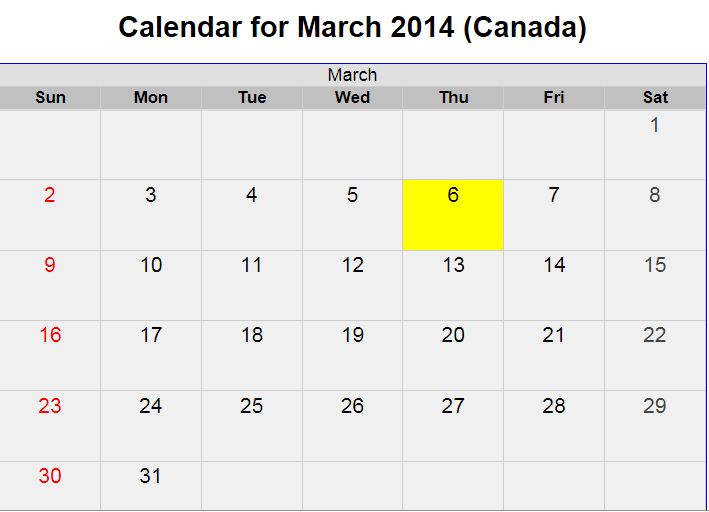 Calendar for March 2014 (Canada)
March
Sun Mon Tue Wed Thu Fri Sat
1
2 3 4 5 6 7 8
9 10 11 12 13 14 15
16 17 18 19 20 21 22
23 24 25 26 27 28 29
30 31